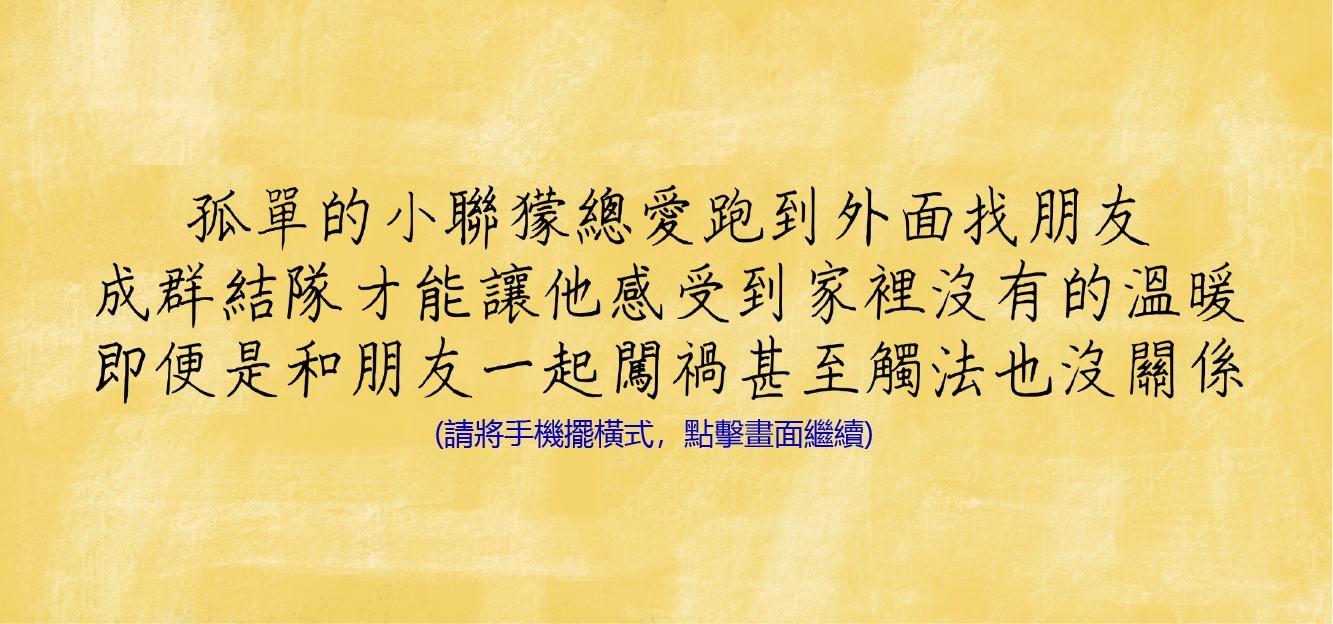 孤單的小聯獴總愛跑到外面找朋友
成群結隊才能讓他感受到家裡沒有的溫暖
即便是和朋友一起闖禍甚至觸法也沒關係
(請將手機擺橫式，點擊畫面繼續)